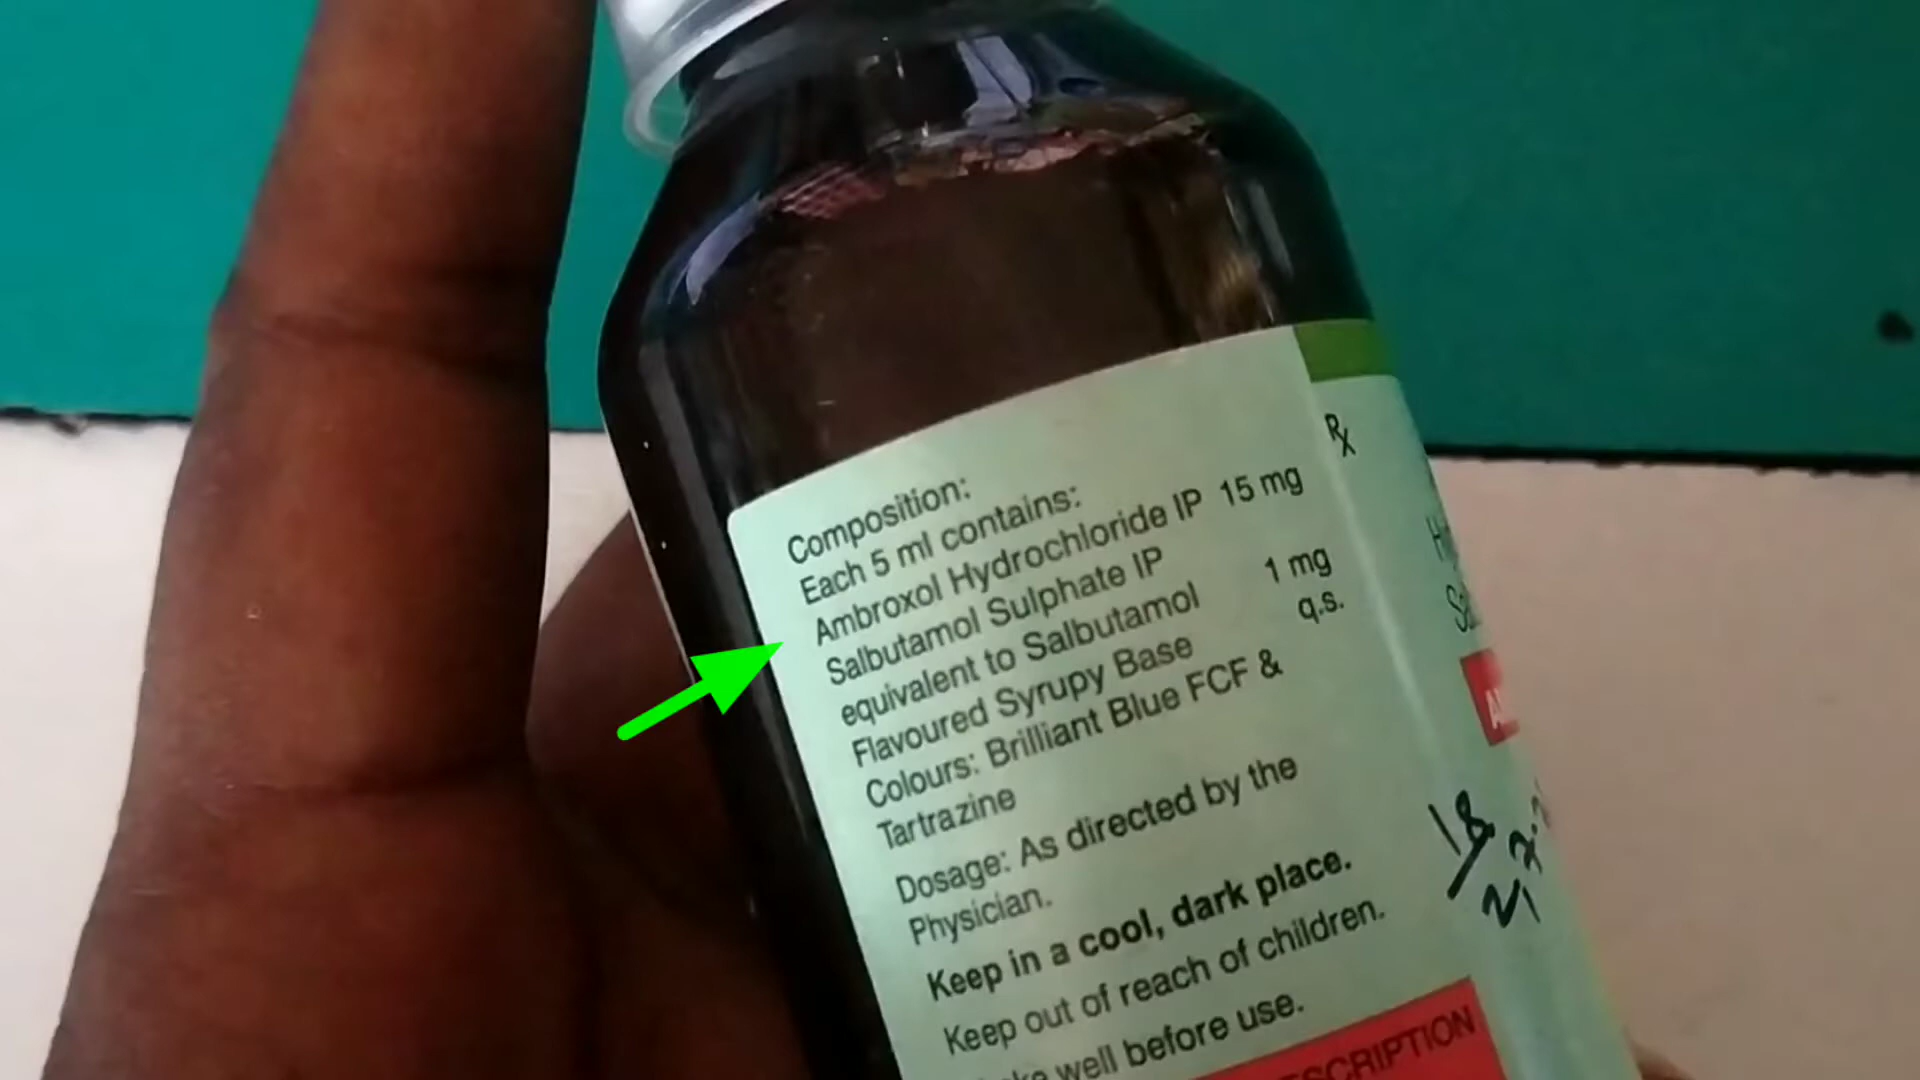 Composition:
Each 5 ml contains:
Ambroxol Hydrochloride IP 15 mg
Salbutamol Sulphate IP
equivalent to Salbutamol 1 mg
Flavoured Syrupy Base q.s.
Colours: Brilliant Blue FCF &
Tartrazine
Dosage: As directed by the
Physician.
Keep in a cool, dark place.
Keep out of reach of children.
well before use.
Rx